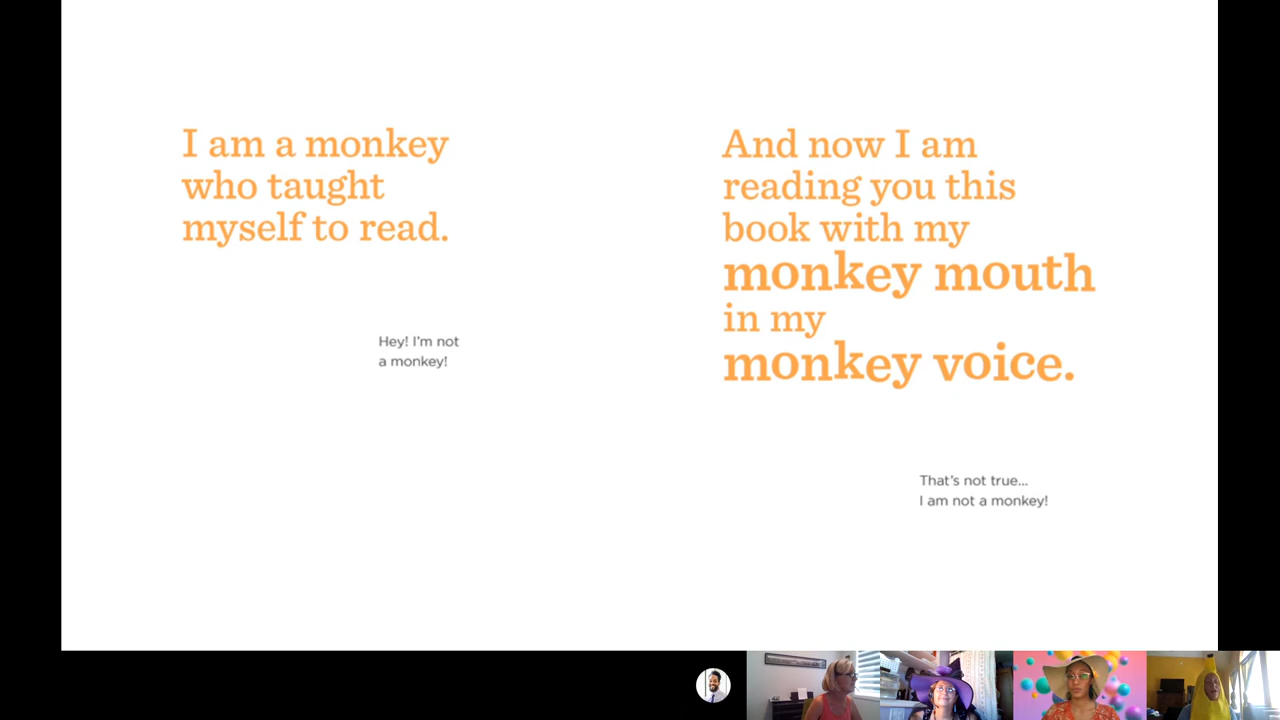 I am a monkey
who taught
myself to read.
Hey! I'm not
a monkey!
And now I am
reading you this
book with my
monkey mouth
in my
monkey voice.
That's not true...
I am not a monkey!